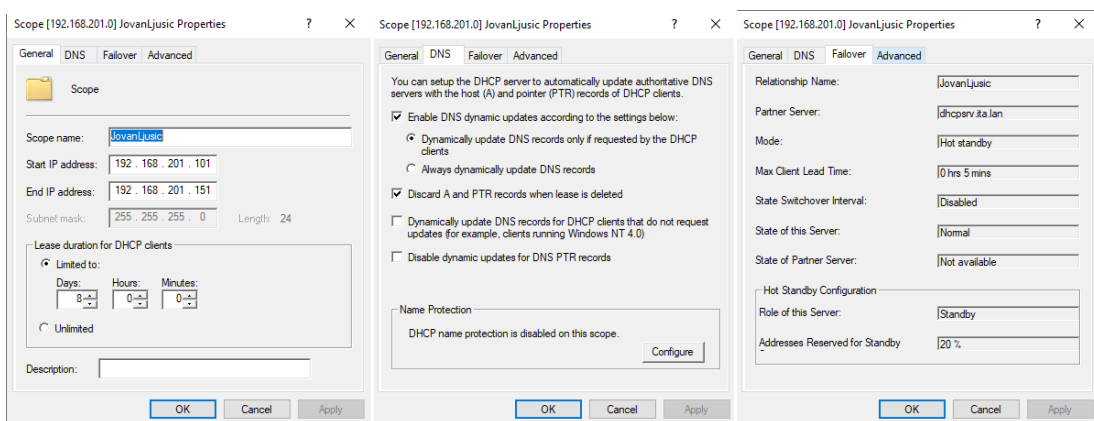 Scope [192.168.201.0] JovanLjusic Properties
General DNS Failover Advanced
Scope
Scope name: JovanLjusic
Start IP address: 192 . 168 . 201 . 101
End IP address: 192 . 168 . 201 . 151
Subnet mask: 255 . 255 . 255 . 0 Length: 24
Lease duration for DHCP clients
Limited to:
Days: Hours: Minutes:
8 0 0
Unlimited
Description:
OK Cancel Apply
Scope [192.168.201.0] JovanLjusic Properties
General DNS Failover Advanced
You can setup the DHCP server to automatically update authoritative DNS
servers with the host (A) and pointer (PTR) records of DHCP clients.
Enable DNS dynamic updates according to the settings below:
Dynamically update DNS records only if requested by the DHCP
clients
Always dynamically update DNS records
Discard A and PTR records when lease is deleted
Dynamically update DNS records for DHCP clients that do not request
updates (for example, clients running Windows NT 4.0)
Disable dynamic updates for DNS PTR records
Name Protection
DHCP name protection is disabled on this scope.
Configure
OK Cancel Apply
Scope [192.168.201.0] JovanLjusic Properties
General DNS Failover Advanced
Relationship Name: JovanLjusic
Partner Server: dhcpsrv.ita.lan
Mode: Hot standby
Max Client Lead Time: 0 hrs 5 mins
State Switchover Interval: Disabled
State of this Server: Normal
State of Partner Server: Not available
Hot Standby Configuration
Role of this Server: Standby
Addresses Reserved for Standby 20 %
OK Cancel Apply